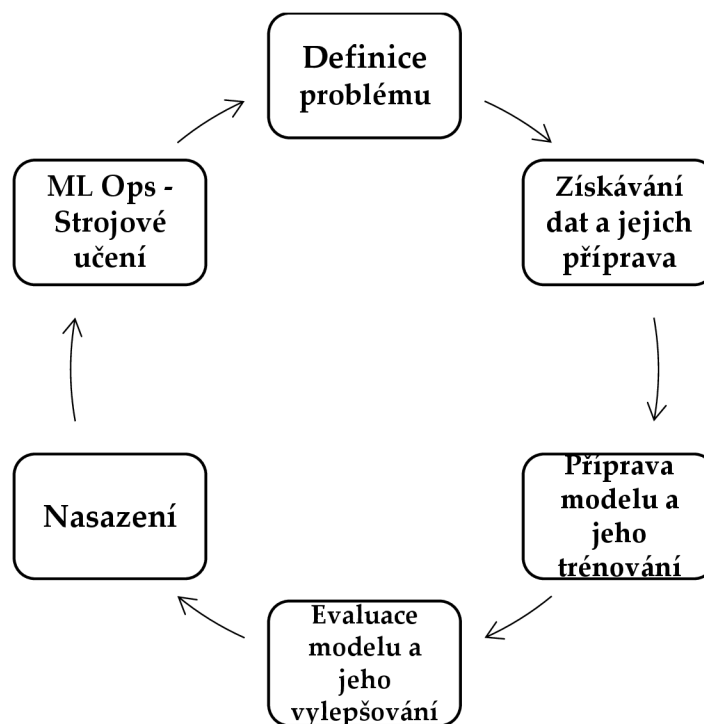 Definice
problému
Získávání
dat a jejich
příprava
Příprava
modelu a
jeho
trénování
Evaluace
modelu a
jeho
vylepšování
Nasazení
ML Ops -
Strojové
učení